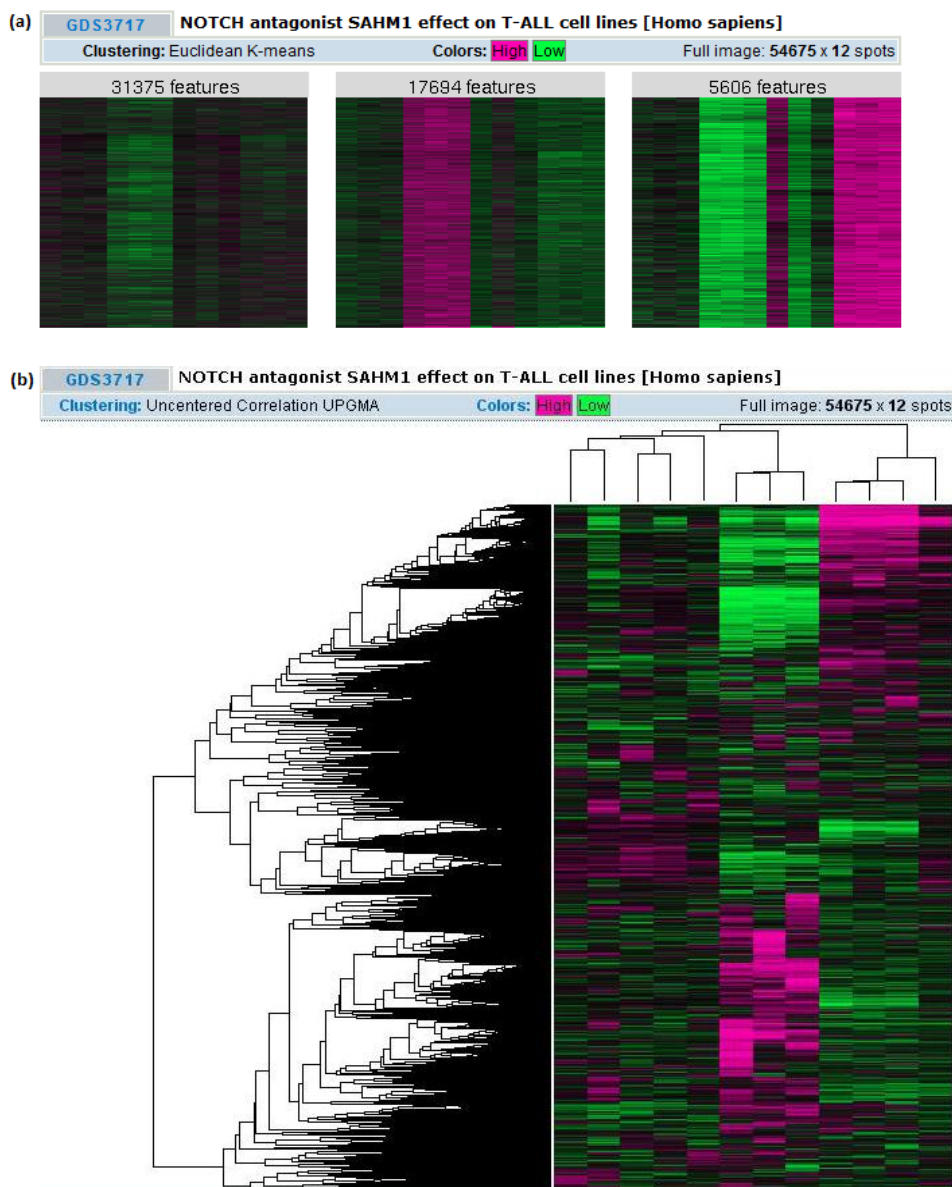 (a) GDS3717 NOTCH antagonist SAHM1 effect on T-ALL cell lines [Homo sapiens]
Clustering: Euclidean K-means Colors: High Low Full image: 54675 x 12 spots
31375 features 17694 features 5606 features
(b) GDS3717 NOTCH antagonist SAHM1 effect on T-ALL cell lines [Homo sapiens]
Clustering: Uncentered Correlation UPGMA Colors: High Low Full image: 54675 x 12 spots